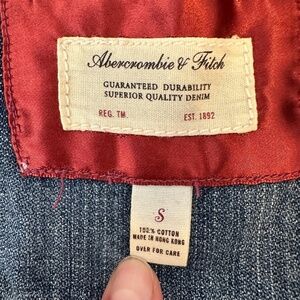 Abercrombie & Fitch
GUARANTEED DURABILITY
SUPERIOR QUALITY DENIM
REG. TM. EST. 1892
S
100% COTTON
MADE IN HONG KONG
OVER FOR CARE